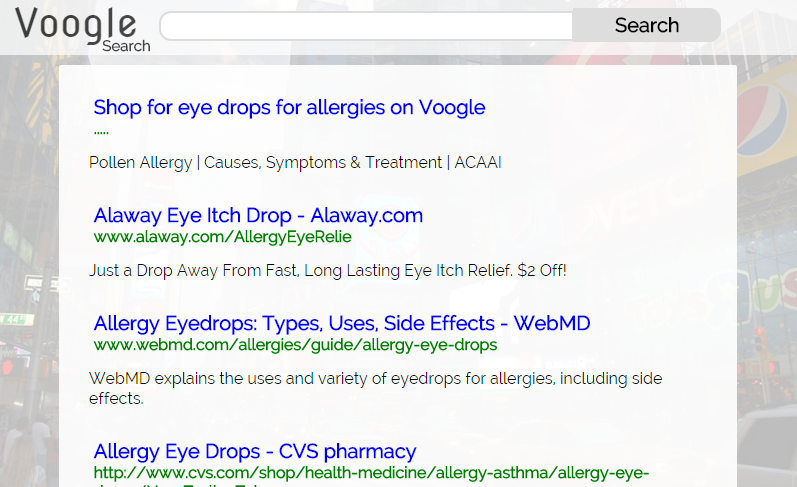 Voogle
Search
Search
Shop for eye drops for allergies on Voogle
.....
Pollen Allergy | Causes, Symptoms & Treatment | ACAAI
Alaway Eye Itch Drop - Alaway.com
www.alaway.com/AllergyEyeRelie
Just a Drop Away From Fast, Long Lasting Eye Itch Relief. $2 Off!
Allergy Eyedrops: Types, Uses, Side Effects - WebMD
www.webmd.com/allergies/guide/allergy-eye-drops
WebMD explains the uses and variety of eyedrops for allergies, including side
effects.
Allergy Eye Drops - CVS pharmacy
http://www.cvs.com/shop/health-medicine/allergy-asthma/allergy-eye-